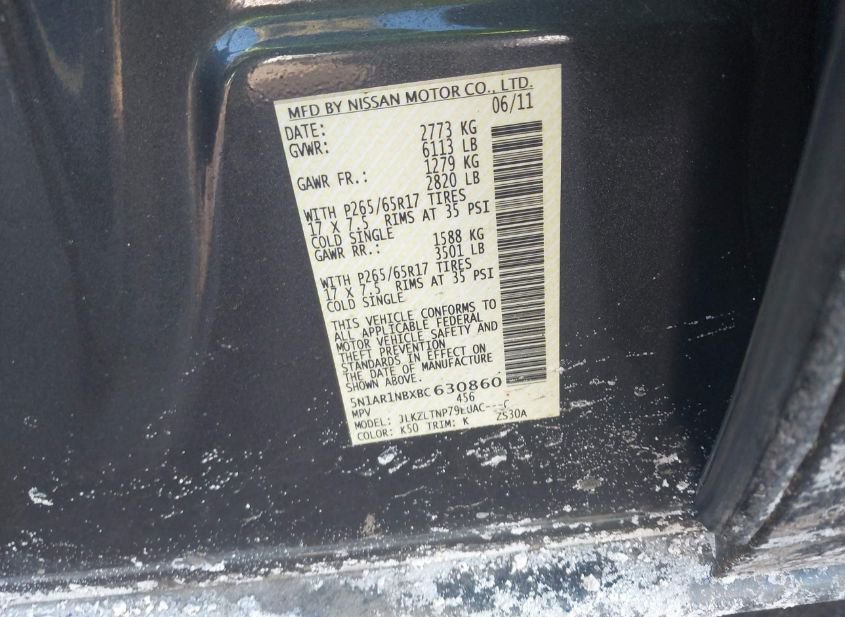 MFD BY NISSAN MOTOR CO., LTD.
DATE: 06/11
GVWR: 2773 KG
6113 LB
GAWR FR.: 1279 KG
2820 LB
WITH P265/65R17 TIRES
17 X 7.5 RIMS AT 35 PSI
COLD SINGLE
GAWR RR.: 1588 KG
3501 LB
WITH P265/65R17 TIRES
17 X 7.5 RIMS AT 35 PSI
COLD SINGLE
THIS VEHICLE CONFORMS TO
ALL APPLICABLE FEDERAL
MOTOR VEHICLE SAFETY AND
THEFT PREVENTION
STANDARDS IN EFFECT ON
THE DATE OF MANUFACTURE
SHOWN ABOVE.
5N1AR1NBXBC630860
MPV 456
MODEL: JLKZLTNP79EUAC---C
COLOR: K50 TRIM: K ZS30A